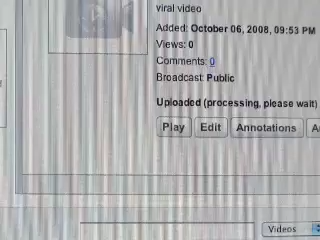 viral video
Added: October 06, 2008, 09:53 PM
Views: 0
Comments: 0
Broadcast: Public
Uploaded (processing, please wait)
Play Edit Annotations A
Videos